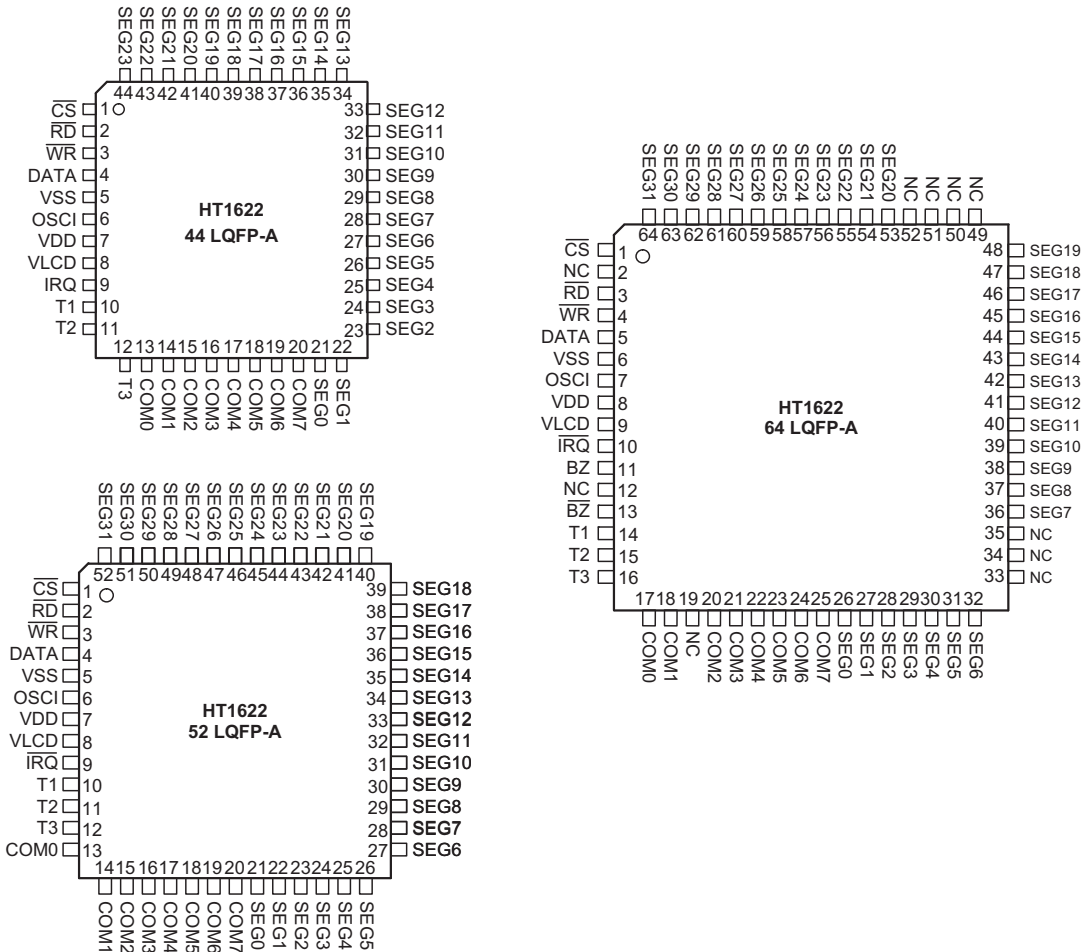 SEG23 SEG22 SEG21 SEG20 SEG19 SEG18 SEG17 SEG16 SEG15 SEG14 SEG13
44 43 42 41 40 39 38 37 36 35 34
C̅S̅ 1 33 SEG12
R̅D̅ 2 32 SEG11
W̅R̅ 3 31 SEG10
DATA 4 30 SEG9
VSS 5 29 SEG8
OSCI 6 28 SEG7
VDD 7 27 SEG6
VLCD 8 26 SEG5
IRQ 9 25 SEG4
T1 10 24 SEG3
T2 11 23 SEG2
HT1622
44 LQFP-A
12 13 14 15 16 17 18 19 20 21 22
T3 COM0 COM1 COM2 COM3 COM4 COM5 COM6 COM7 SEG0 SEG1
SEG31 SEG30 SEG29 SEG28 SEG27 SEG26 SEG25 SEG24 SEG23 SEG22 SEG21 SEG20 NC NC NC NC
64 63 62 61 60 59 58 57 56 55 54 53 52 51 50 49
C̅S̅ 1 48 SEG19
NC 2 47 SEG18
R̅D̅ 3 46 SEG17
W̅R̅ 4 45 SEG16
DATA 5 44 SEG15
VSS 6 43 SEG14
OSCI 7 42 SEG13
VDD 8 41 SEG12
VLCD 9 40 SEG11
I̅R̅Q̅ 10 39 SEG10
BZ 11 38 SEG9
NC 12 37 SEG8
B̅Z̅ 13 36 SEG7
T1 14 35 NC
T2 15 34 NC
T3 16 33 NC
HT1622
64 LQFP-A
17 18 19 20 21 22 23 24 25 26 27 28 29 30 31 32
COM0 COM1 NC COM2 COM3 COM4 COM5 COM6 COM7 SEG0 SEG1 SEG2 SEG3 SEG4 SEG5 SEG6
SEG31 SEG30 SEG29 SEG28 SEG27 SEG26 SEG25 SEG24 SEG23 SEG22 SEG21 SEG20 SEG19
52 51 50 49 48 47 46 45 44 43 42 41 40
C̅S̅ 1 39 SEG18
R̅D̅ 2 38 SEG17
W̅R̅ 3 37 SEG16
DATA 4 36 SEG15
VSS 5 35 SEG14
OSCI 6 34 SEG13
VDD 7 33 SEG12
VLCD 8 32 SEG11
I̅R̅Q̅ 9 31 SEG10
T1 10 30 SEG9
T2 11 29 SEG8
T3 12 28 SEG7
COM0 13 27 SEG6
HT1622
52 LQFP-A
14 15 16 17 18 19 20 21 22 23 24 25 26
COM1 COM2 COM3 COM4 COM5 COM6 COM7 SEG0 SEG1 SEG2 SEG3 SEG4 SEG5